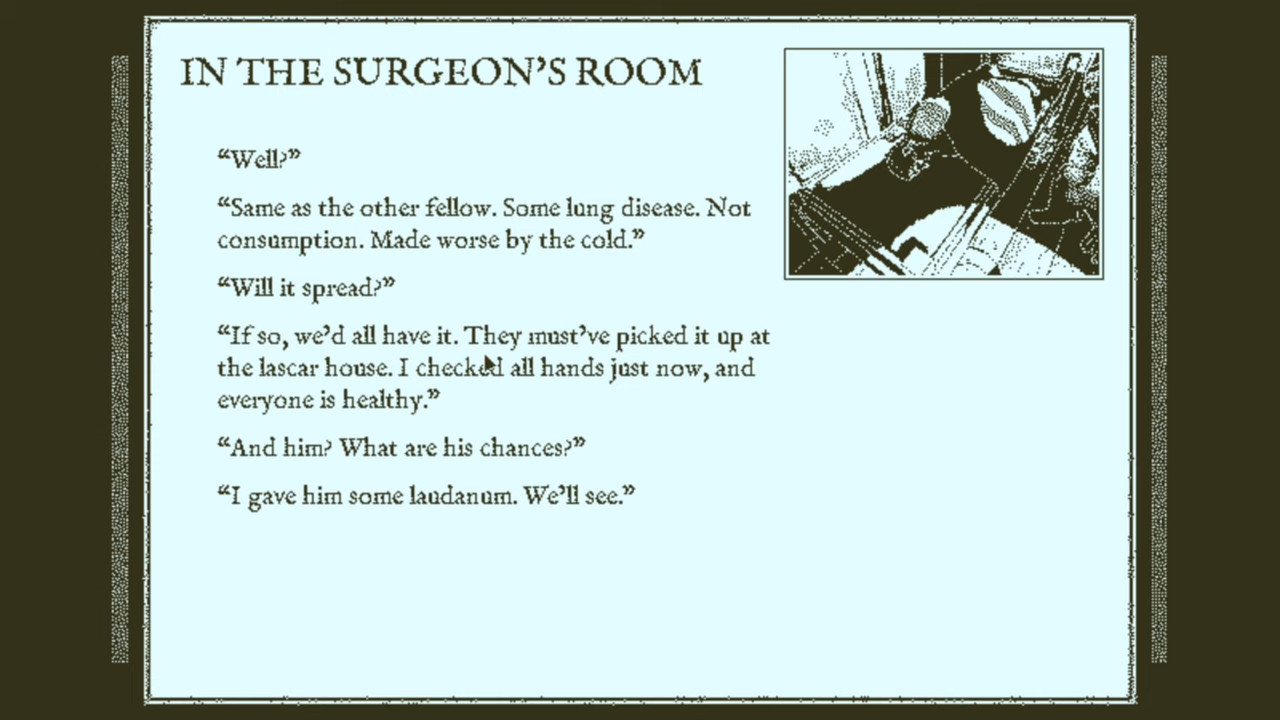 IN THE SURGEON’S ROOM
“Well?”
“Same as the other fellow. Some lung disease. Not
consumption. Made worse by the cold.”
“Will it spread?”
“If so, we’d all have it. They must’ve picked it up at
the lascar house. I checked all hands just now, and
everyone is healthy.”
“And him? What are his chances?”
“I gave him some laudanum. We’ll see.”